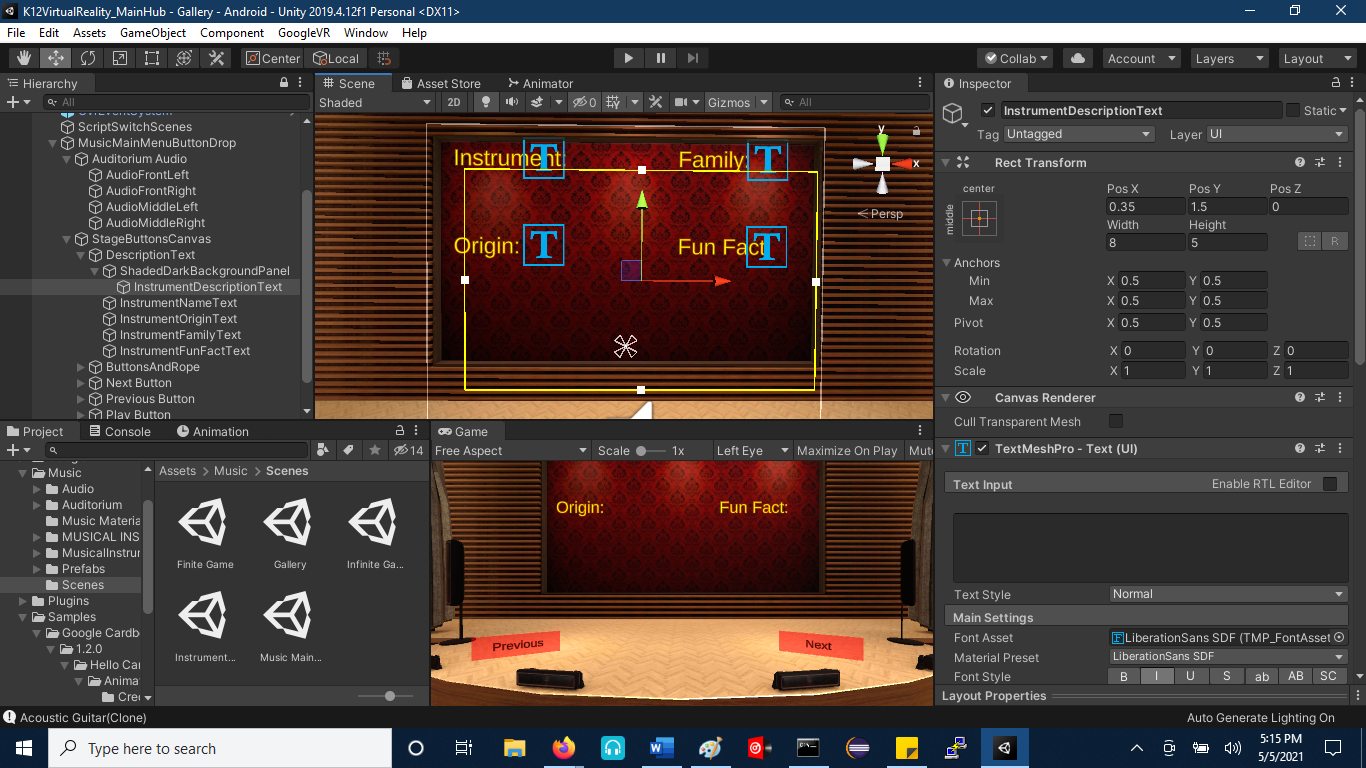 K12VirtualReality_MainHub - Gallery - Android - Unity 2019.4.12f1 Personal <DX11>
File Edit Assets GameObject Component GoogleVR Window Help
Center Local Collab Account Layers Layout
Hierarchy
All
ScriptSwitchScenes
MusicMainMenuButtonDrop
Auditorium Audio
AudioFrontLeft
AudioFrontRight
AudioMiddleLeft
AudioMiddleRight
StageButtonsCanvas
DescriptionText
ShadedDarkBackgroundPanel
InstrumentDescriptionText
InstrumentNameText
InstrumentOriginText
InstrumentFamilyText
InstrumentFunFactText
ButtonsAndRope
Next Button
Previous Button
Play Button
Scene Asset Store Animator
Shaded 2D 0 Gizmos All
Instrument: T Family: T
Origin: T Fun Fact T
y
x
Persp
Inspector
InstrumentDescriptionText Static
Tag Untagged Layer UI
Rect Transform
center
middle
Pos X Pos Y Pos Z
0.35 1.5 0
Width Height
8 5
R
Anchors
Min X 0.5 Y 0.5
Max X 0.5 Y 0.5
Pivot X 0.5 Y 0.5
Rotation X 0 Y 0 Z 0
Scale X 1 Y 1 Z 1
Canvas Renderer
Cull Transparent Mesh
T TextMeshPro - Text (UI)
Text Input Enable RTL Editor
Text Style Normal
Main Settings
Font Asset LiberationSans SDF (TMP_FontAsset
Material Preset LiberationSans SDF
Font Style B I U S ab AB SC
Layout Properties
Project Console Animation
14
Music
Audio
Auditorium
Music Materia
MUSICAL INS
MusicalInstrur
Prefabs
Scenes
Plugins
Samples
Google Cardb
1.2.0
Hello Car
Animat
Cre
Assets > Music > Scenes
Finite Game Gallery Infinite Ga...
Instrument... Music Main...
Game
Free Aspect Scale 1x Left Eye Maximize On Play Mute
Origin: Fun Fact:
Previous Next
Acoustic Guitar(Clone)
Auto Generate Lighting On
Type here to search
5:15 PM
5/5/2021